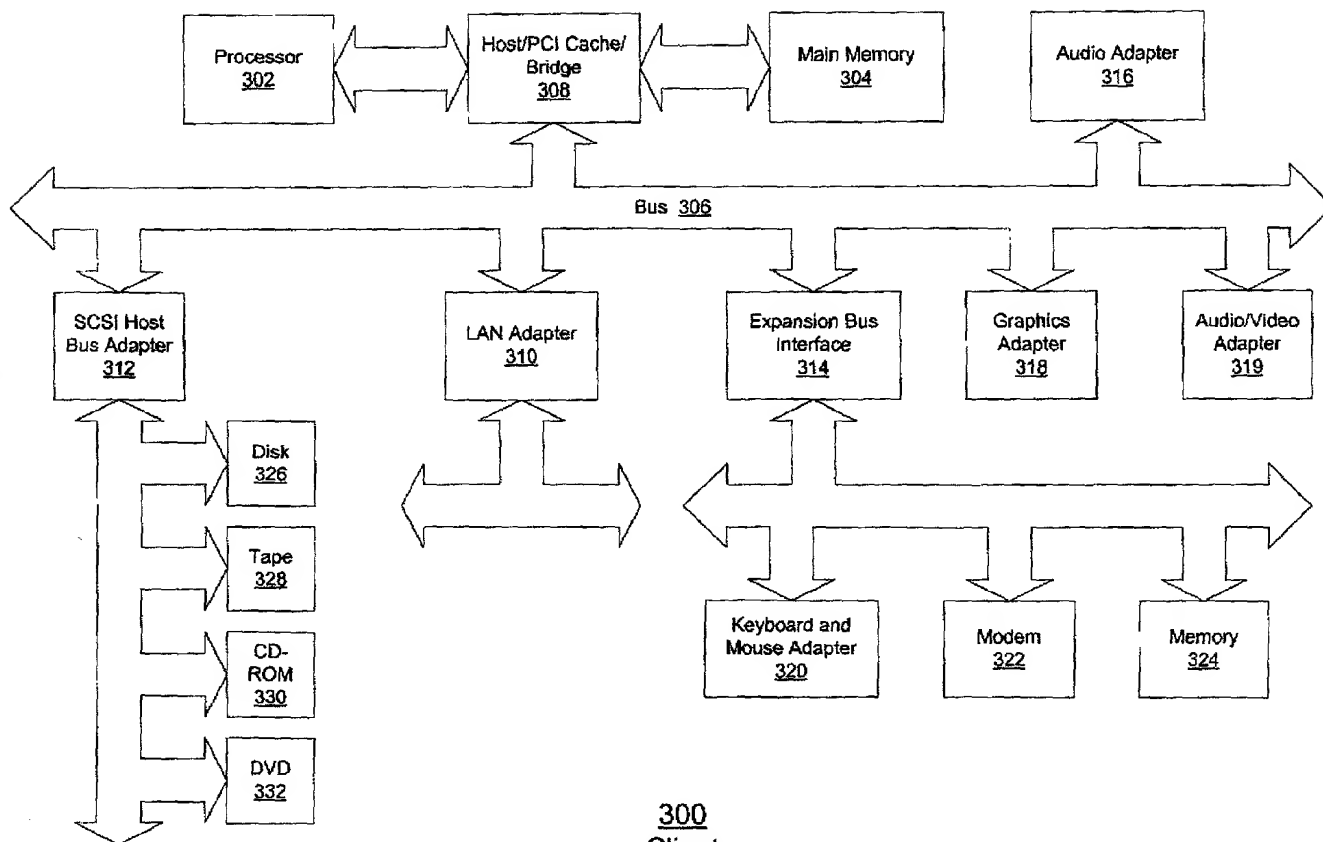 Processor
302
Host/PCI Cache/
Bridge
308
Main Memory
304
Audio Adapter
316
Bus 306
SCSI Host
Bus Adapter
312
LAN Adapter
310
Expansion Bus
Interface
314
Graphics
Adapter
318
Audio/Video
Adapter
319
Disk
326
Tape
328
CD-
ROM
330
DVD
332
Keyboard and
Mouse Adapter
320
Modem
322
Memory
324
300
Client